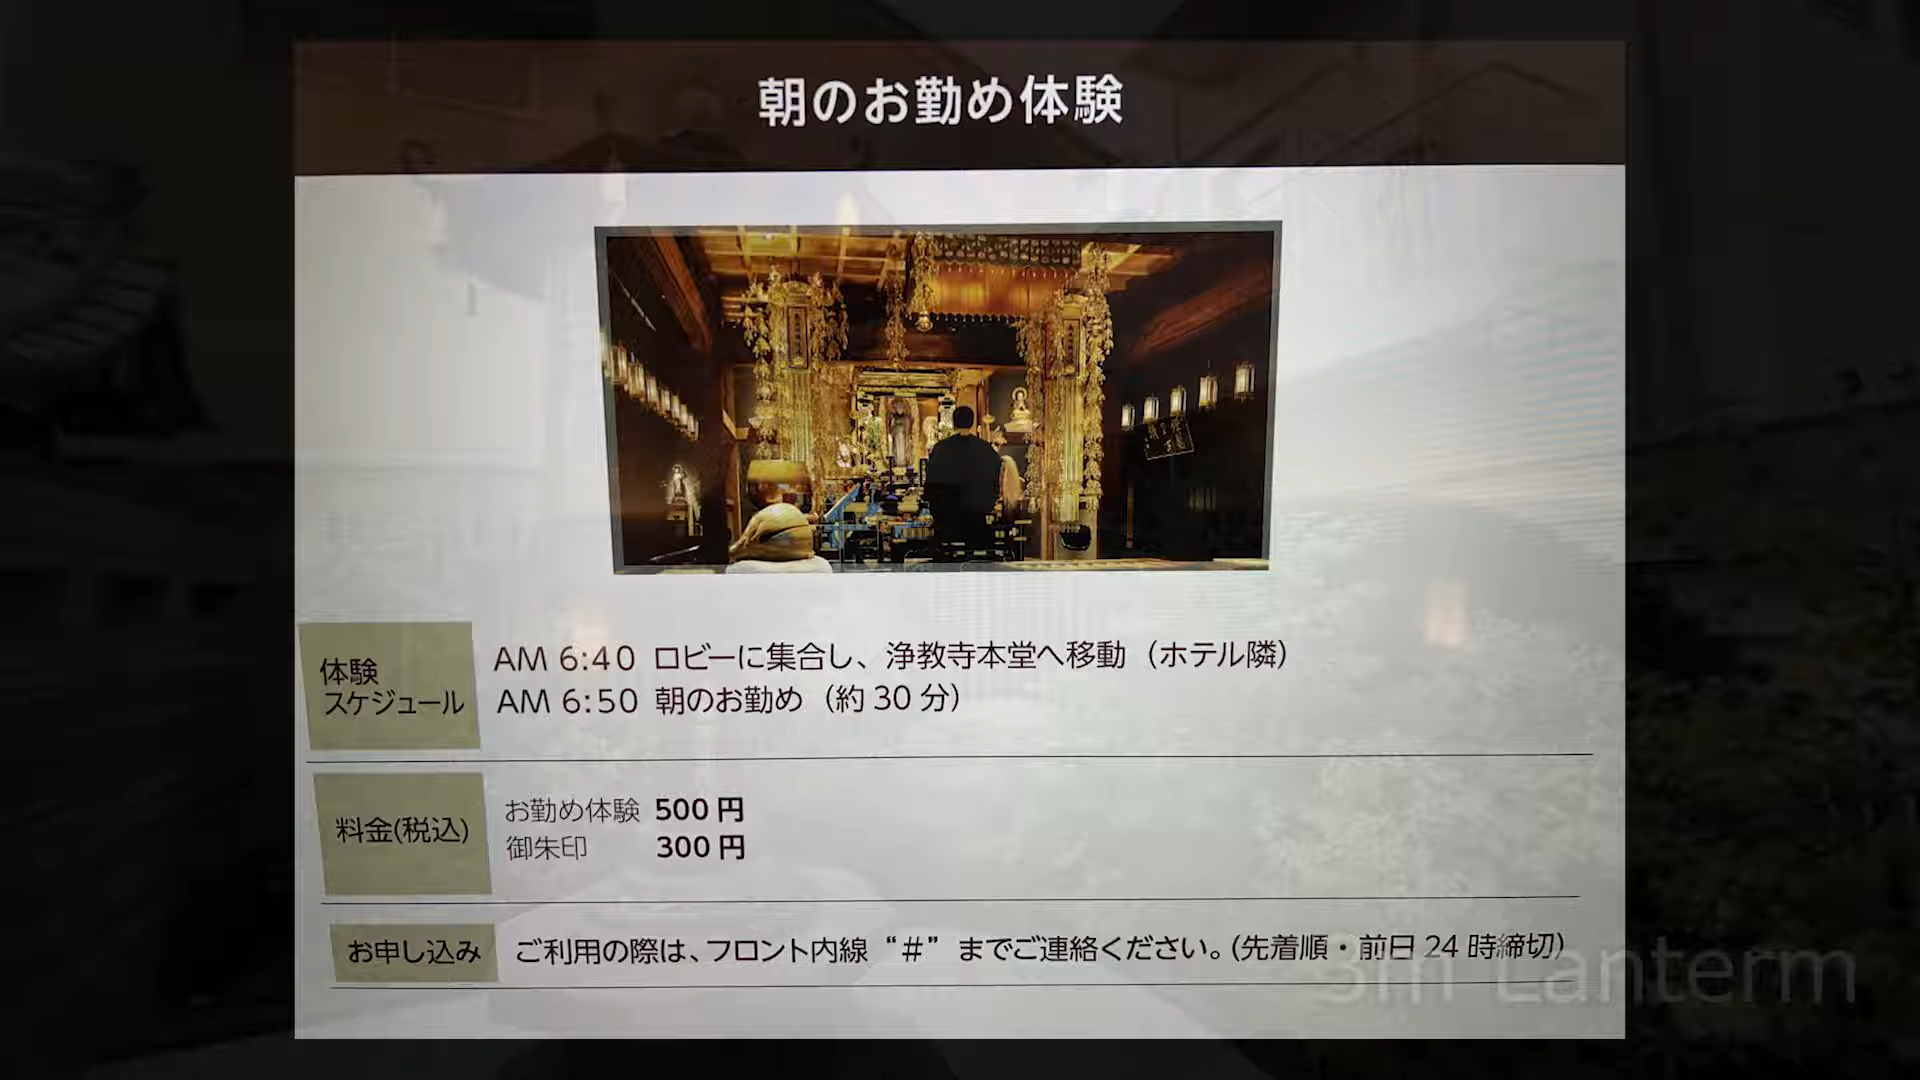 朝のお勤め体験
体験
スケジュール
AM 6:40 ロビーに集合し、浄教寺本堂へ移動（ホテル隣）
AM 6:50 朝のお勤め（約 30 分）
料金(税込)
お勤め体験 500 円
御朱印 300 円
お申し込み
ご利用の際は、フロント内線 “#” までご連絡ください。(先着順・前日 24 時締切)
3m Lanterm